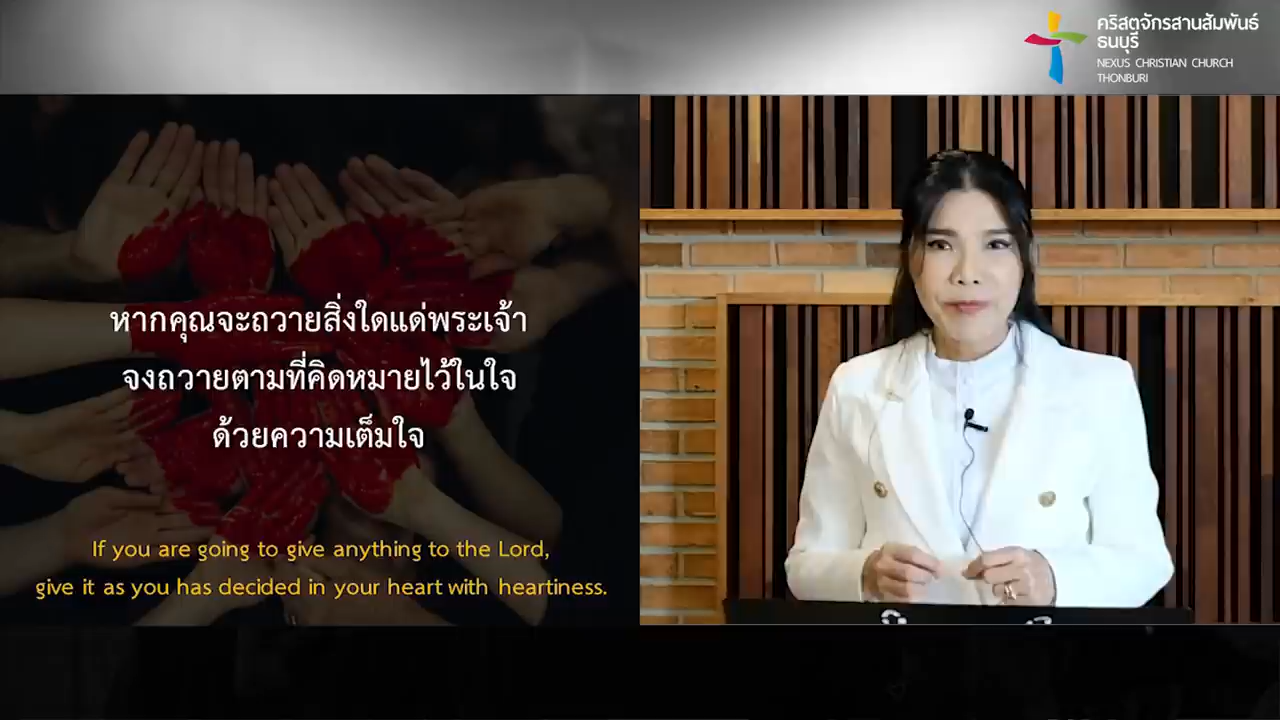 คริสตจักรสานสัมพันธ์
ธนบุรี
NEXUS CHRISTIAN CHURCH
THONBURI
หากคุณจะถวายสิ่งใดแด่พระเจ้า
จงถวายตามที่คิดหมายไว้ในใจ
ด้วยความเต็มใจ
If you are going to give anything to the Lord,
give it as you has decided in your heart with heartiness.